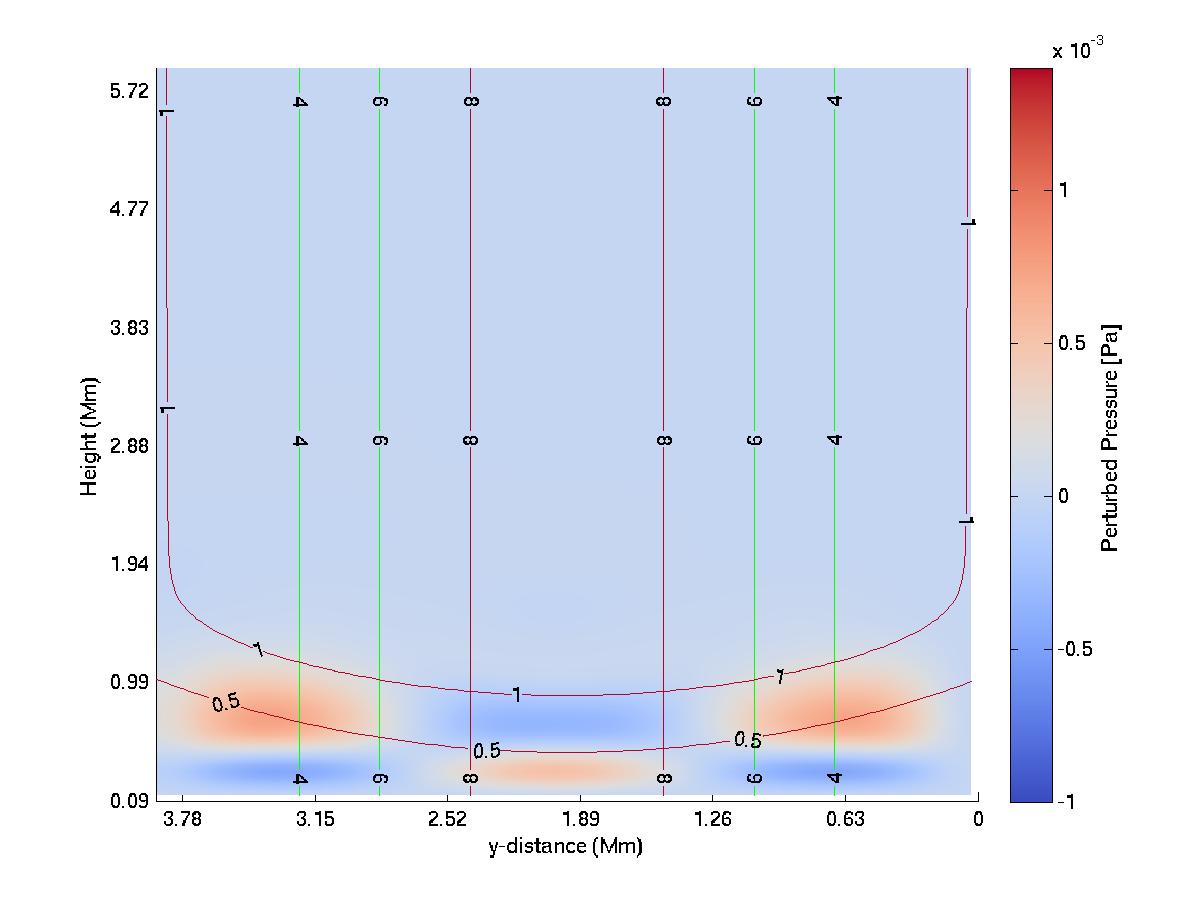 x 10-3
5.72
4.77
3.83
2.88
1.94
0.99
0.09
Height (Mm)
1 4 6 8 8 6 4
1
1 4 6 8 8 6 4
1
1 1 1
0.5 0.5 0.5
4 6 8 8 6 4
3.78 3.15 2.52 1.89 1.26 0.63 0
y-distance (Mm)
1
0.5
0
-0.5
-1
Perturbed Pressure [Pa]